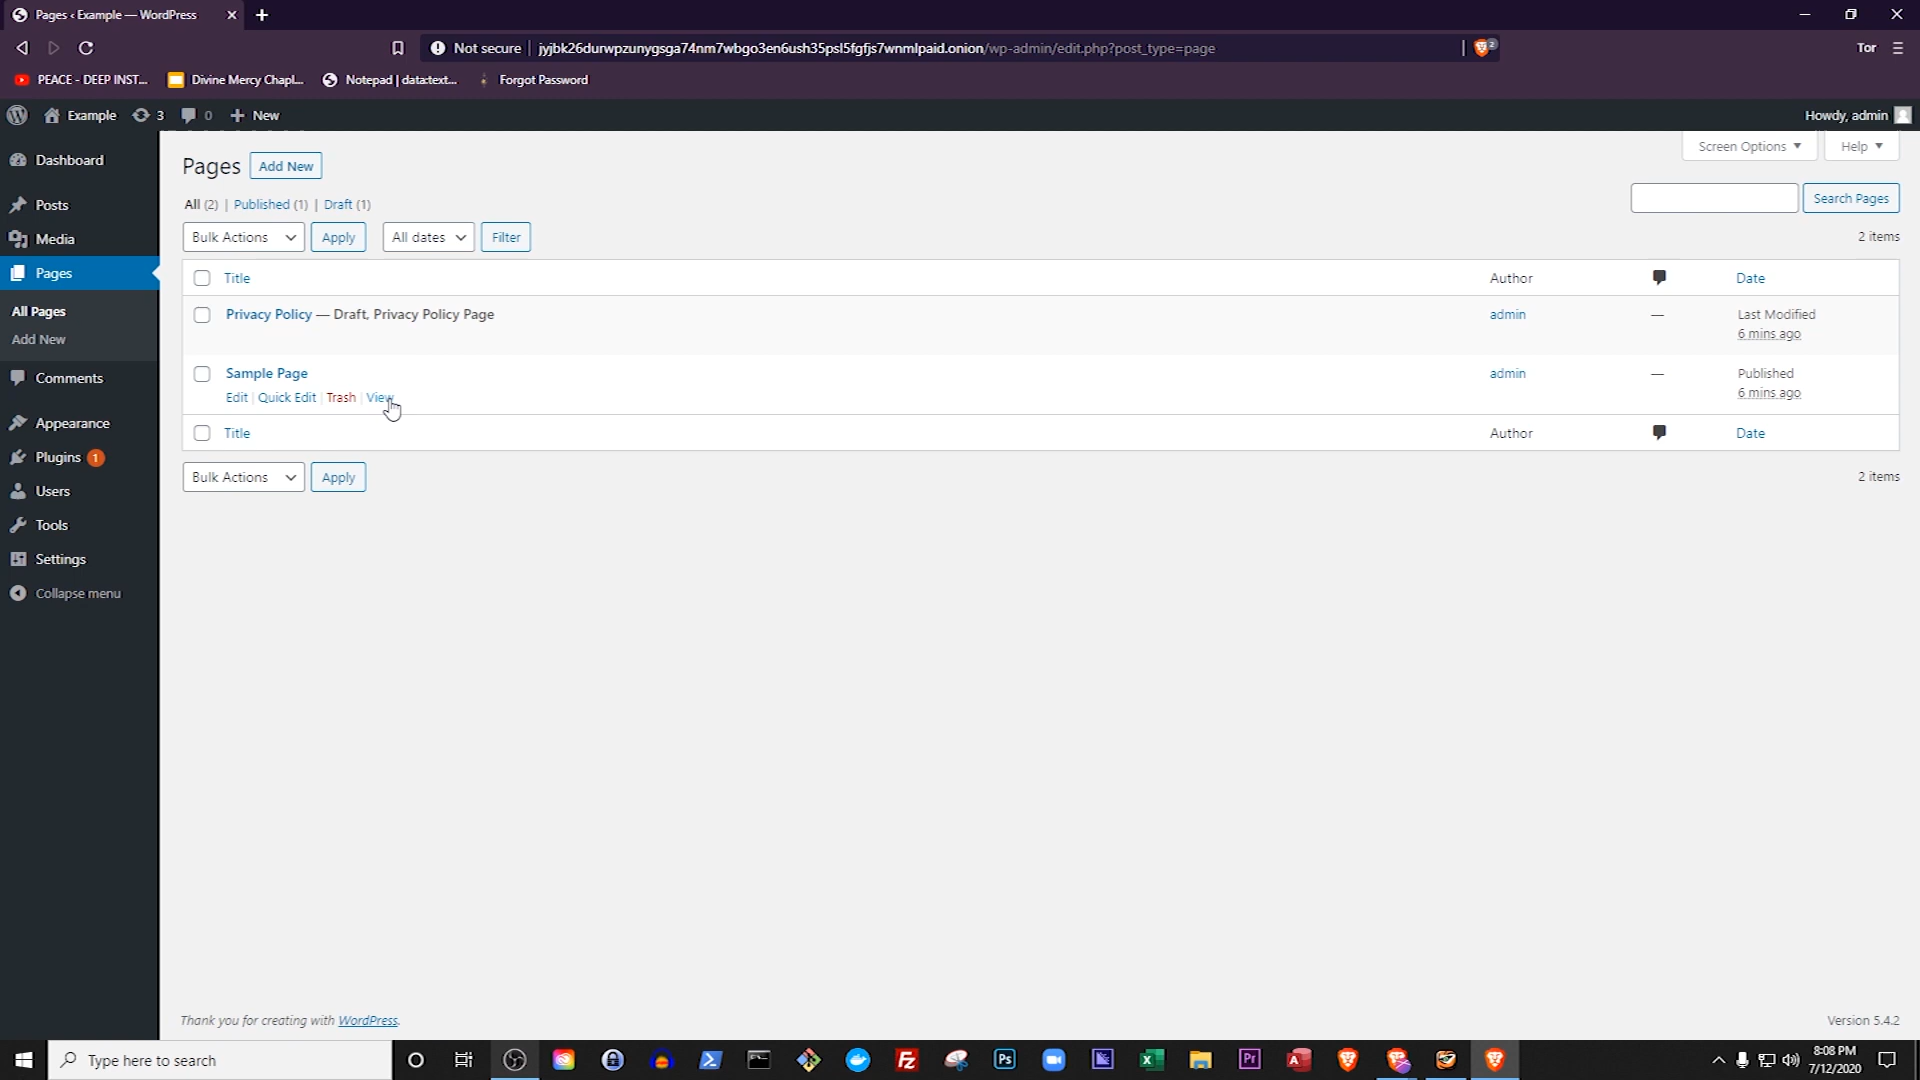 Pages ‹ Example — WordPress
Not secure jyjbk26durwpzunygsga74nm7wbgo3en6ush35psl5fgfjs7wnmlpaid.onion/wp-admin/edit.php?post_type=page 2 Tor
PEACE - DEEP INST... Divine Mercy Chapl... Notepad | data:text... Forgot Password
Example 3 0 New Howdy, admin
Screen Options Help
Dashboard
Posts
Media
Pages
All Pages
Add New
Comments
Appearance
Plugins 1
Users
Tools
Settings
Collapse menu
Pages Add New
All (2) | Published (1) | Draft (1)
Search Pages
Bulk Actions Apply All dates Filter 2 items
Title Author Date
Privacy Policy — Draft, Privacy Policy Page admin — Last Modified
6 mins ago
Sample Page admin — Published
Edit | Quick Edit | Trash | View 6 mins ago
Title Author Date
Bulk Actions Apply 2 items
Thank you for creating with WordPress. Version 5.4.2
Type here to search
Ps
Pr
8:08 PM
7/12/2020